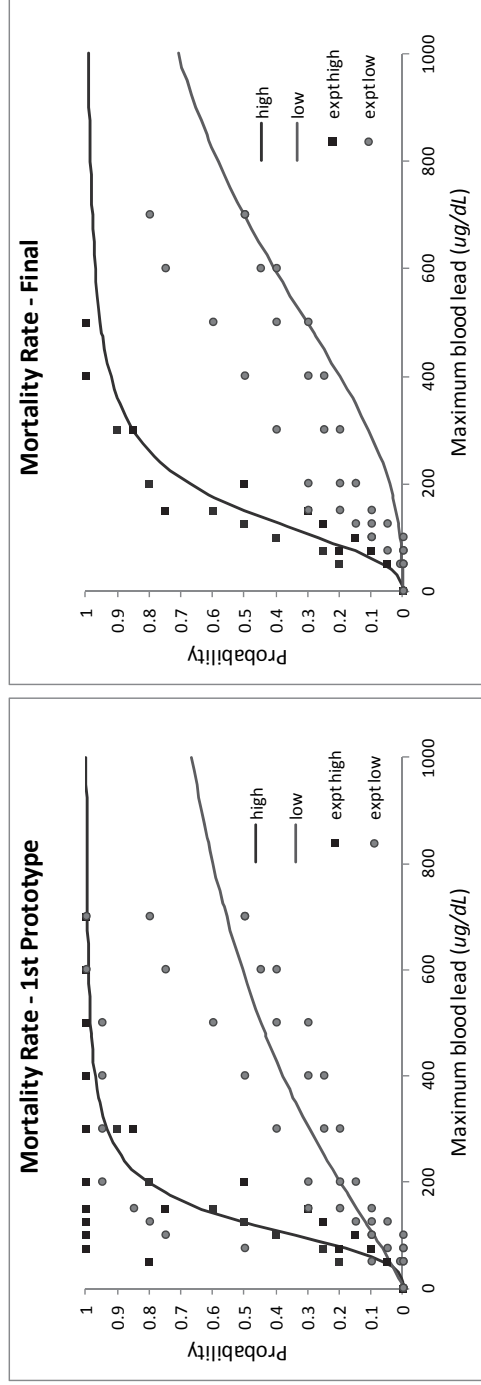 Mortality Rate - 1st Prototype
1
0.9
0.8
0.7
0.6
0.5
0.4
0.3
0.2
0.1
0
Probability
high
low
expt high
expt low
0 200 400 600 800 1000
Maximum blood lead (ug/dL)
Mortality Rate - Final
1
0.9
0.8
0.7
0.6
0.5
0.4
0.3
0.2
0.1
0
Probability
high
low
expt high
expt low
0 200 400 600 800 1000
Maximum blood lead (ug/dL)